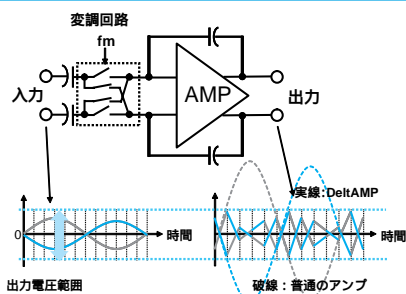 変調回路
fm
入力
AMP
出力
実線:DeltAMP
0
時間
時間
出力電圧範囲
破線：普通のアンプ